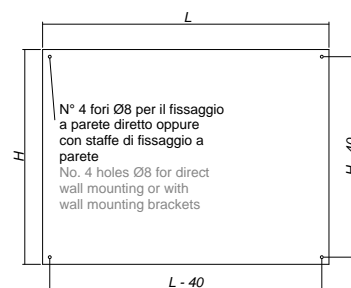 L
N° 4 fori Ø8 per il fissaggio
a parete diretto oppure
con staffe di fissaggio a
parete
No. 4 holes Ø8 for direct
wall mounting or with
wall mounting brackets
H
H - 40
L - 40